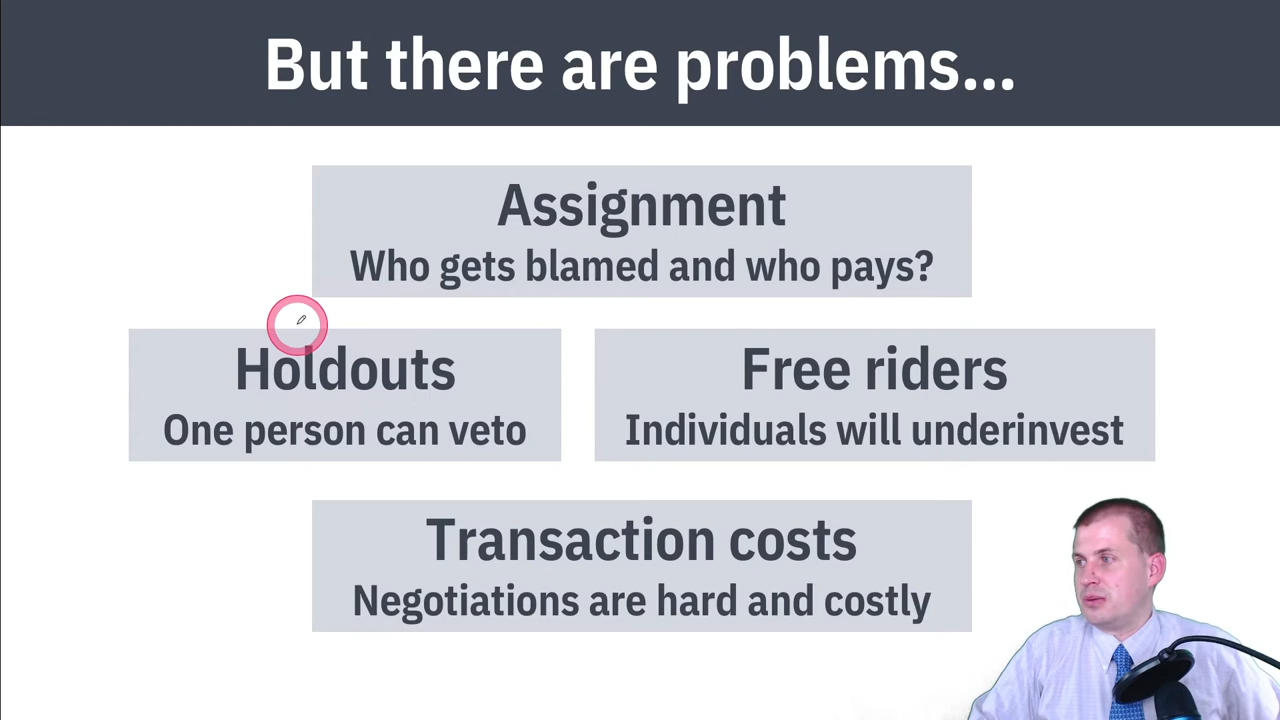 But there are problems...
Assignment
Who gets blamed and who pays?
Holdouts
One person can veto
Free riders
Individuals will underinvest
Transaction costs
Negotiations are hard and costly